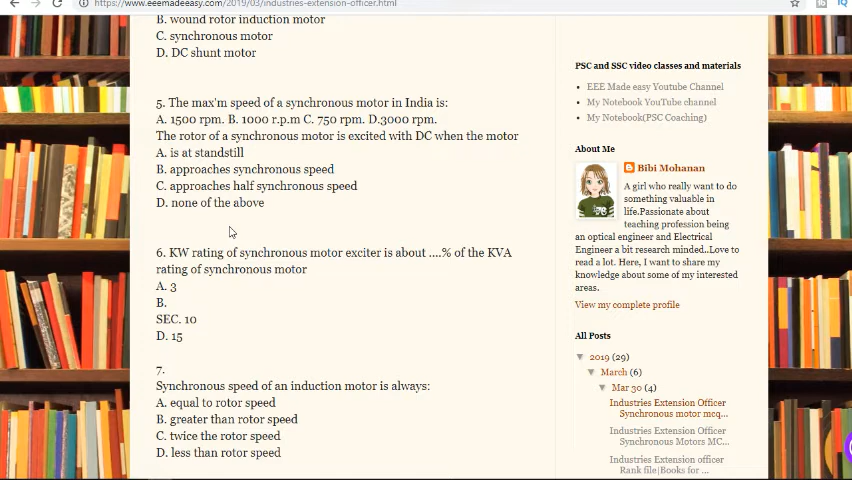 https://www.eeemadeeasy.com/2019/03/industries-extension-officer.html
B. wound rotor induction motor
C. synchronous motor
D. DC shunt motor
5. The max'm speed of a synchronous motor in India is:
A. 1500 rpm. B. 1000 r.p.m C. 750 rpm. D.3000 rpm.
The rotor of a synchronous motor is excited with DC when the motor
A. is at standstill
B. approaches synchronous speed
C. approaches half synchronous speed
D. none of the above
6. KW rating of synchronous motor exciter is about ....% of the KVA
rating of synchronous motor
A. 3
B.
SEC. 10
D. 15
7.
Synchronous speed of an induction motor is always:
A. equal to rotor speed
B. greater than rotor speed
C. twice the rotor speed
D. less than rotor speed
PSC and SSC video classes and materials
EEE Made easy Youtube Channel
My Notebook YouTube channel
My Notebook(PSC Coaching)
About Me
Bibi Mohanan
A girl who really want to do
something valuable in
life.Passionate about
teaching profession being
an optical engineer and Electrical
Engineer a bit research minded..Love to
read a lot. Here, I want to share my
knowledge about some of my interested
areas.
View my complete profile
All Posts
▼ 2019 (29)
▼ March (6)
▼ Mar 30 (4)
Industries Extension Officer
Synchronous motor mcq...
Industries Extension Officer
Synchronous Motors MC...
Industries Extension officer
Rank file|Books for ...